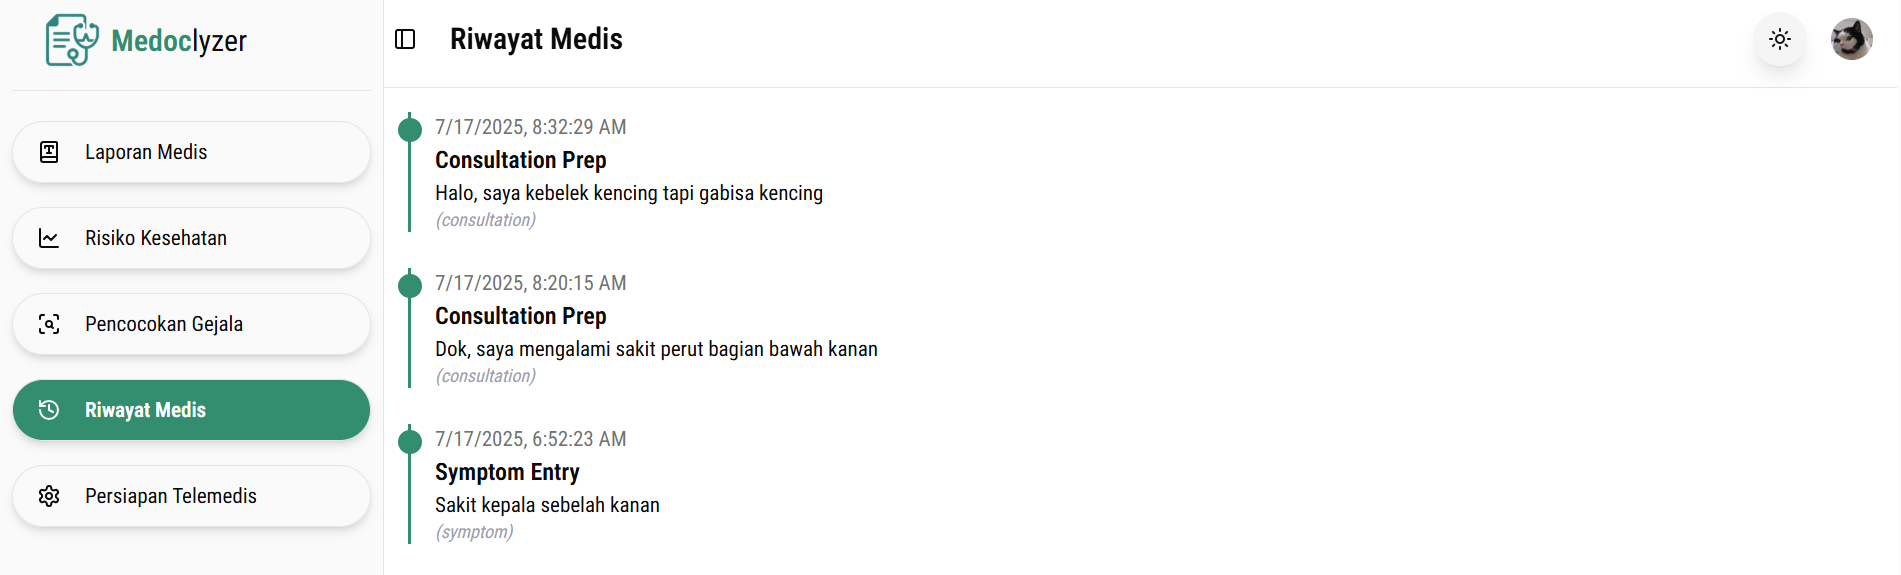 Medoclyzer
Riwayat Medis
Laporan Medis
Risiko Kesehatan
Pencocokan Gejala
Riwayat Medis
Persiapan Telemedis
7/17/2025, 8:32:29 AM
Consultation Prep
Halo, saya kebelek kencing tapi gabisa kencing
(consultation)
7/17/2025, 8:20:15 AM
Consultation Prep
Dok, saya mengalami sakit perut bagian bawah kanan
(consultation)
7/17/2025, 6:52:23 AM
Symptom Entry
Sakit kepala sebelah kanan
(symptom)